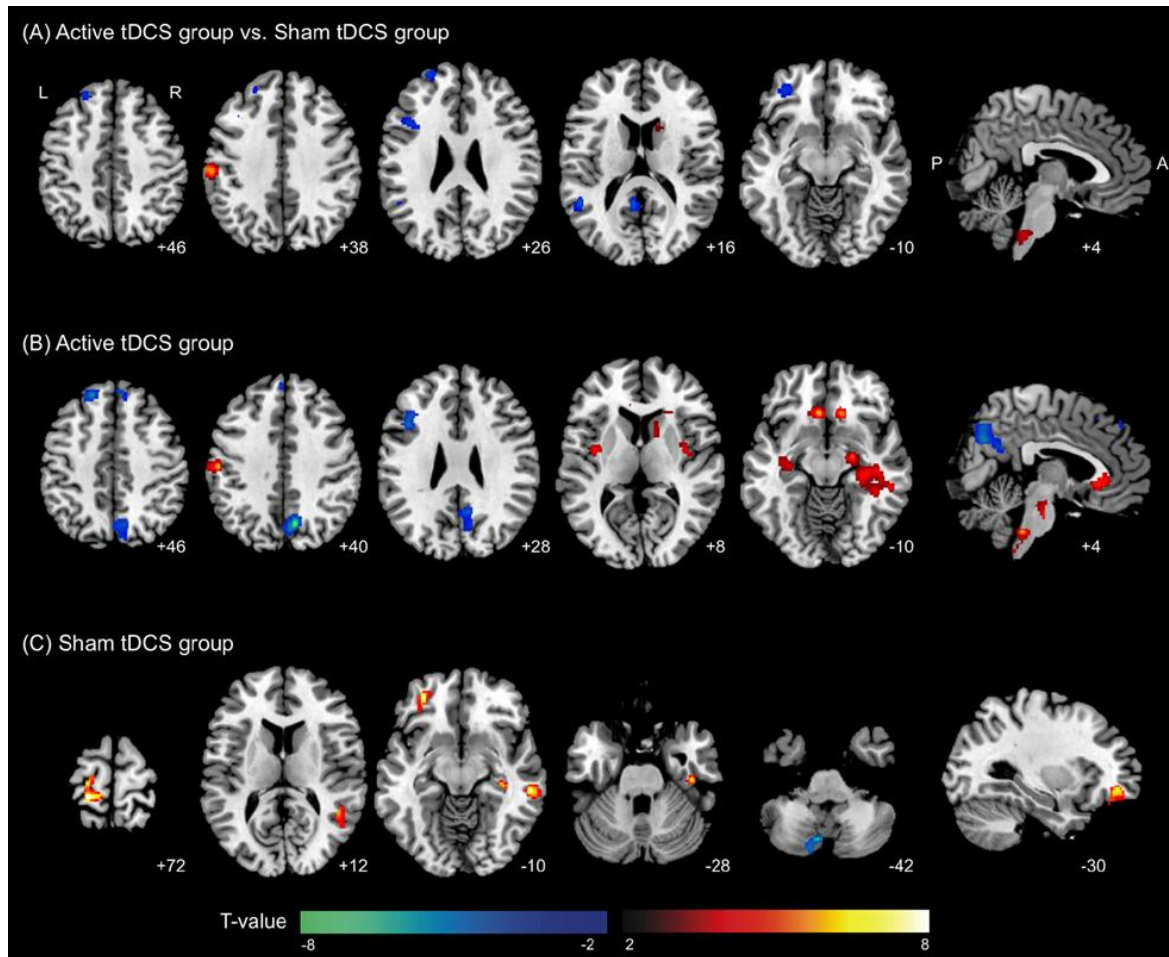 (A) Active tDCS group vs. Sham tDCS group
L R P A
+46 +38 +26 +16 -10 +4
(B) Active tDCS group
+46 +40 +28 +8 -10 +4
(C) Sham tDCS group
+72 +12 -10 -28 -42 -30
T-value
-8 -2 2 8